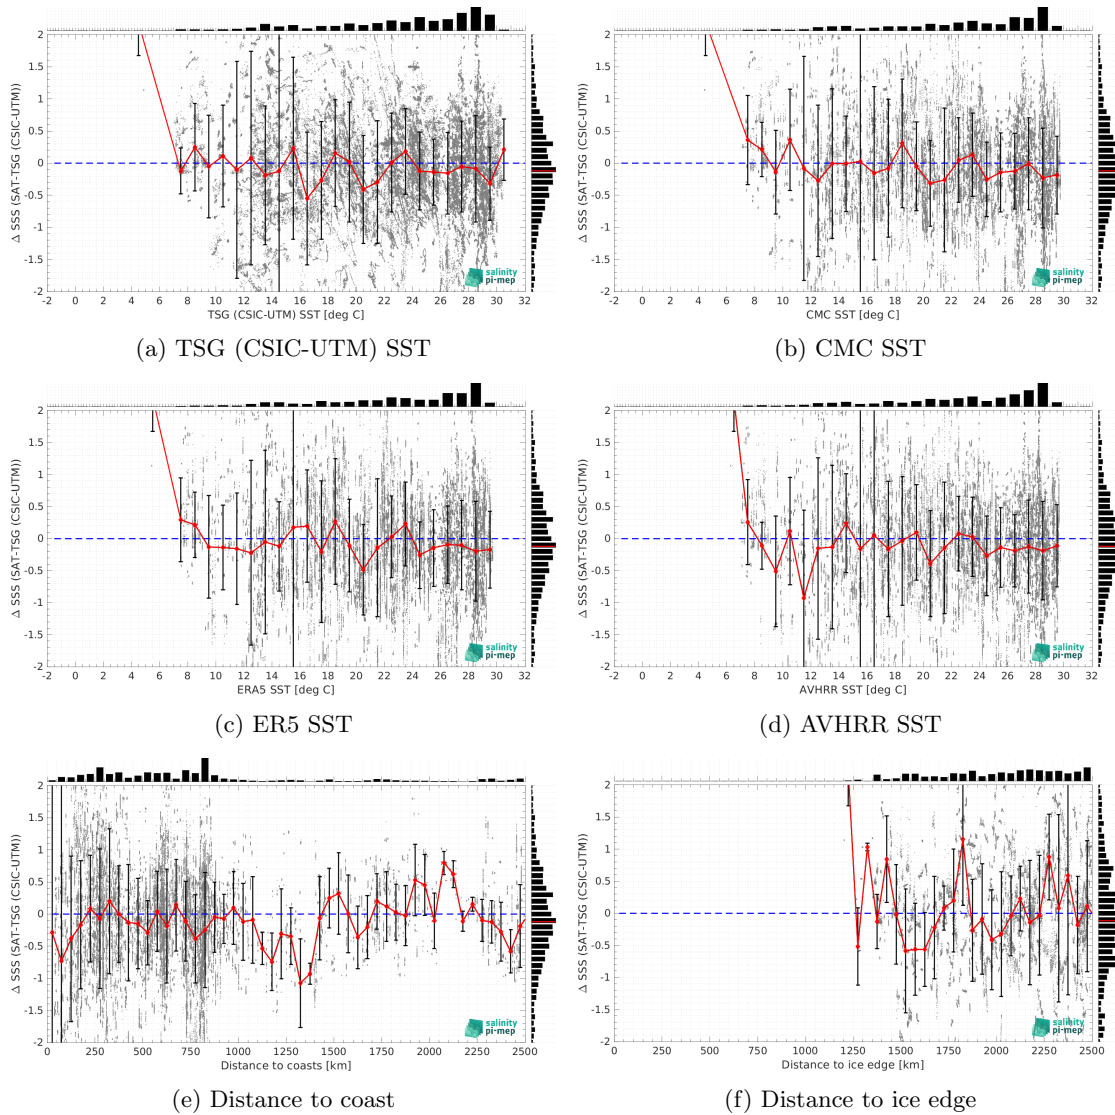 2
1.5
1
0.5
0
-0.5
-1
-1.5
-2
Δ SSS (SAT-TSG (CSIC-UTM))
-2 0 2 4 6 8 10 12 14 16 18 20 22 24 26 28 30 32
TSG (CSIC-UTM) SST [deg C]
salinity
pi-mep
(a) TSG (CSIC-UTM) SST
2
1.5
1
0.5
0
-0.5
-1
-1.5
-2
Δ SSS (SAT-TSG (CSIC-UTM))
-2 0 2 4 6 8 10 12 14 16 18 20 22 24 26 28 30 32
CMC SST [deg C]
salinity
pi-mep
(b) CMC SST
2
1.5
1
0.5
0
-0.5
-1
-1.5
-2
Δ SSS (SAT-TSG (CSIC-UTM))
-2 0 2 4 6 8 10 12 14 16 18 20 22 24 26 28 30 32
ERA5 SST [deg C]
salinity
pi-mep
(c) ER5 SST
2
1.5
1
0.5
0
-0.5
-1
-1.5
-2
Δ SSS (SAT-TSG (CSIC-UTM))
-2 0 2 4 6 8 10 12 14 16 18 20 22 24 26 28 30 32
AVHRR SST [deg C]
salinity
pi-mep
(d) AVHRR SST
2
1.5
1
0.5
0
-0.5
-1
-1.5
-2
Δ SSS (SAT-TSG (CSIC-UTM))
0 250 500 750 1000 1250 1500 1750 2000 2250 2500
Distance to coasts [km]
salinity
pi-mep
(e) Distance to coast
2
1.5
1
0.5
0
-0.5
-1
-1.5
-2
Δ SSS (SAT-TSG (CSIC-UTM))
0 250 500 750 1000 1250 1500 1750 2000 2250 2500
Distance to ice edge [km]
salinity
pi-mep
(f) Distance to ice edge